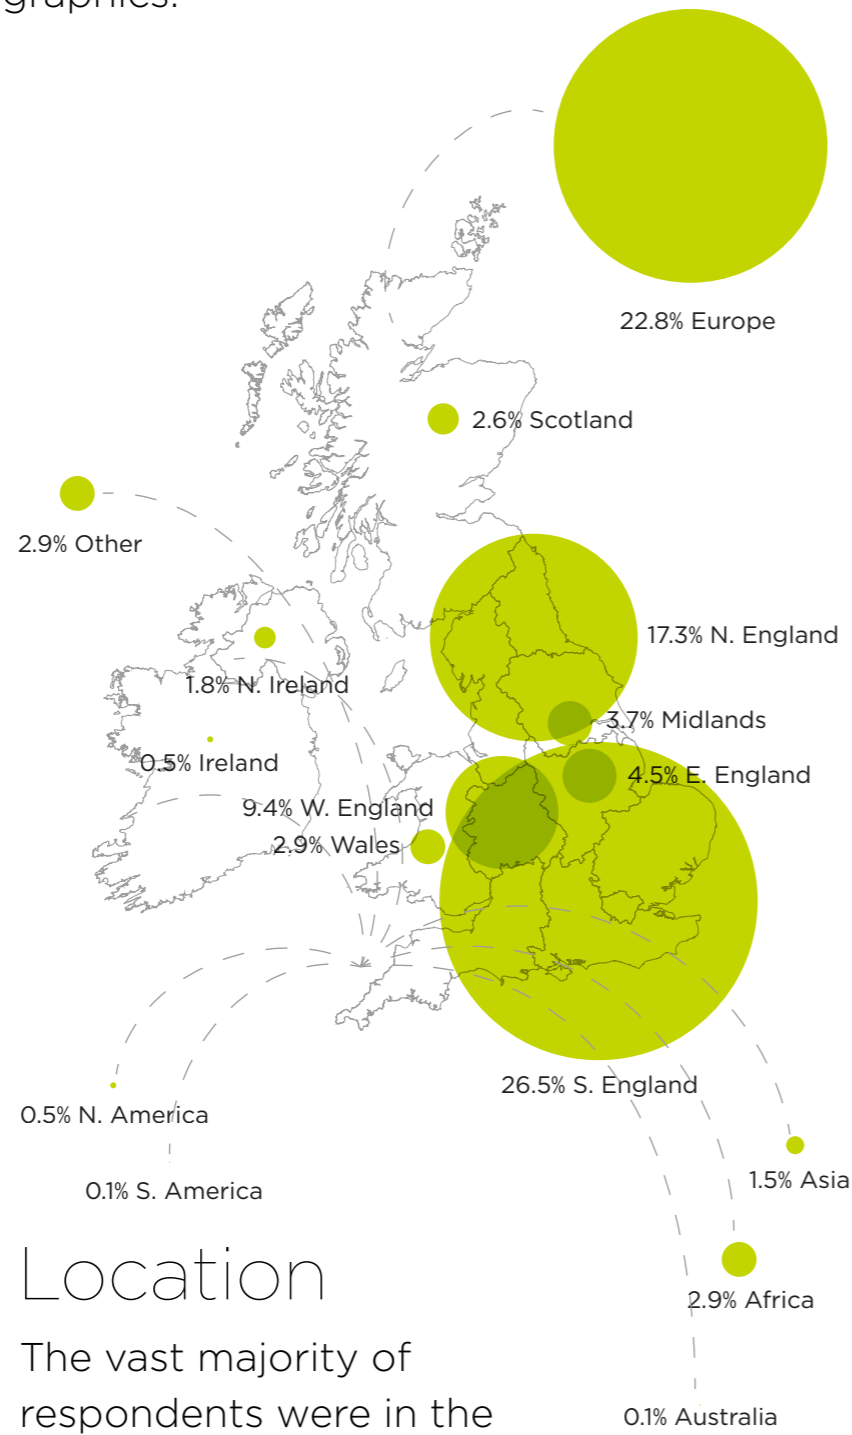 graphics.
22.8% Europe
2.6% Scotland
2.9% Other
17.3% N. England
1.8% N. Ireland
3.7% Midlands
0.5% Ireland
4.5% E. England
9.4% W. England
2.9% Wales
26.5% S. England
0.5% N. America
1.5% Asia
0.1% S. America
2.9% Africa
0.1% Australia
Location
The vast majority of
respondents were in the